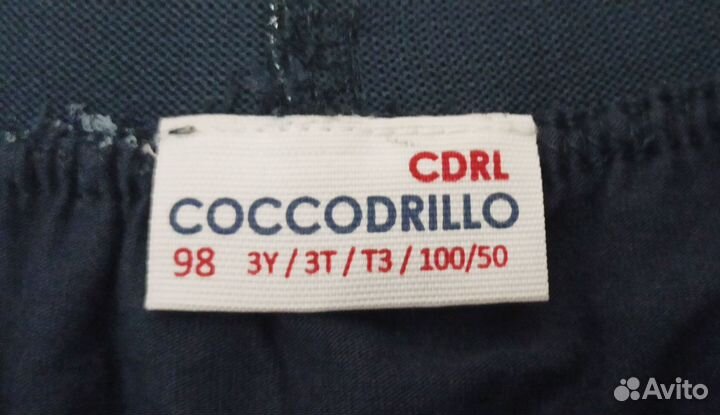 CDRL
COCCODRILLO
98 3Y / 3T / T3 / 100/50
Avito